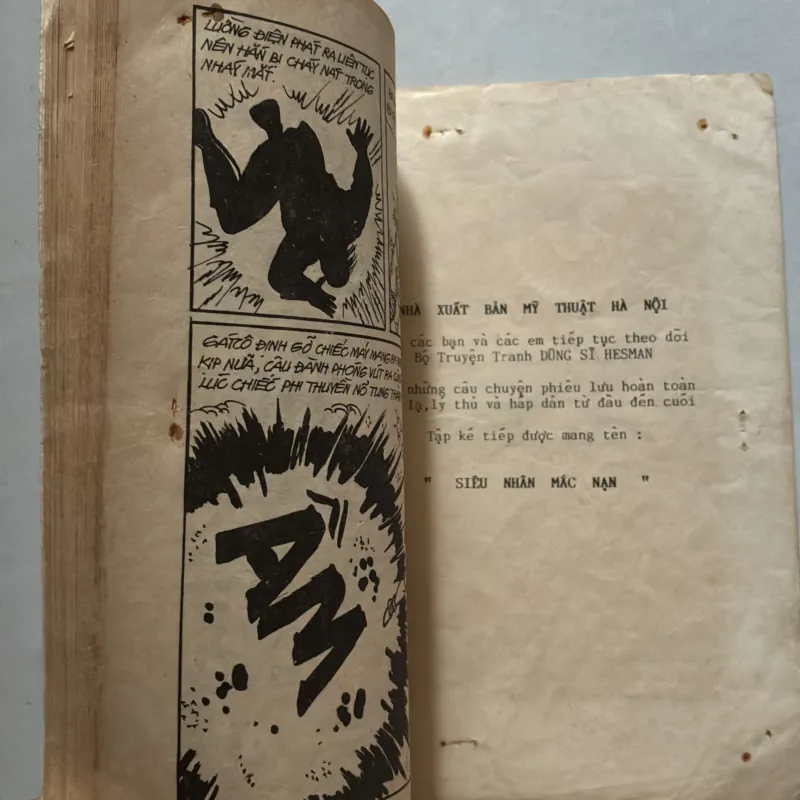 LUỒNG ĐIỆN PHÁT RA LIÊN TỤC
NÊN HẮN BỊ CHÁY NÁT TRONG
NHÁY MẮT.
GATCÔ ĐỊNH GỠ CHIẾC MÁY MANG
KỊP NỮA, CẬU ĐÀNH PHÓNG VÚT RA
LÚC CHIẾC PHI THUYỀN NỔ TUNG
ẦM
NHÀ XUẤT BẢN MỸ THUẬT HÀ NỘI
các bạn và các em tiếp tục theo dõi
Bộ Truyện Tranh DŨNG SĨ HESMAN
những câu chuyện phiêu lưu hoàn toàn
lạ, lý thú và hấp dẫn từ đầu đến cuối
Tập kế tiếp được mang tên :
" SIÊU NHÂN MẮC NẠN "